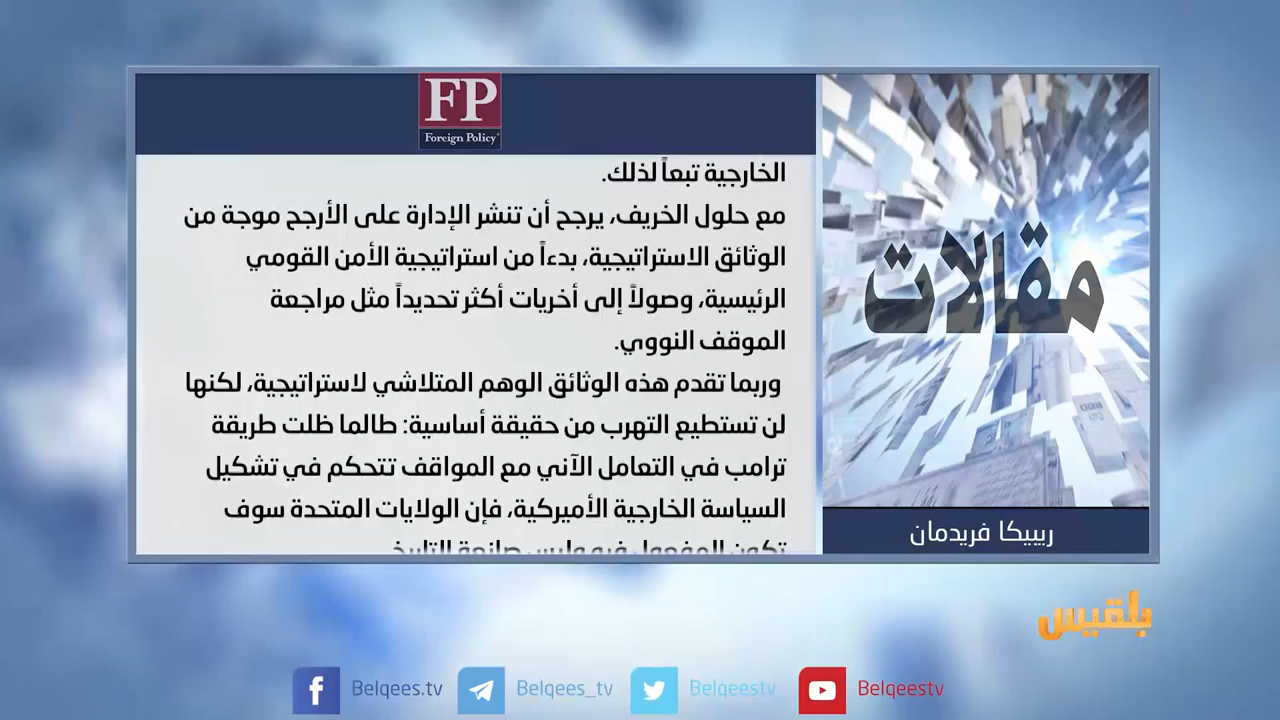 FP
Foreign Policy
الخارجية تبعاً لذلك.
مع حلول الخريف، يرجح أن تنشر الإدارة على الأرجح موجة من
الوثائق الاستراتيجية، بدءاً من استراتيجية الأمن القومي
الرئيسية، وصولاً إلى أخريات أكثر تحديداً مثل مراجعة
الموقف النووي.
وربما تقدم هذه الوثائق الوهم المتلاشي لاستراتيجية، لكنها
لن تستطيع التهرب من حقيقة أساسية: طالما ظلت طريقة
ترامب في التعامل الآني مع المواقف تتحكم في تشكيل
السياسة الخارجية الأميركية، فإن الولايات المتحدة سوف
مقالات
ريبيكا فريدمان
بلقيس
Belqees.tv
Belqees_tv
Belqeestv
Belqeestv